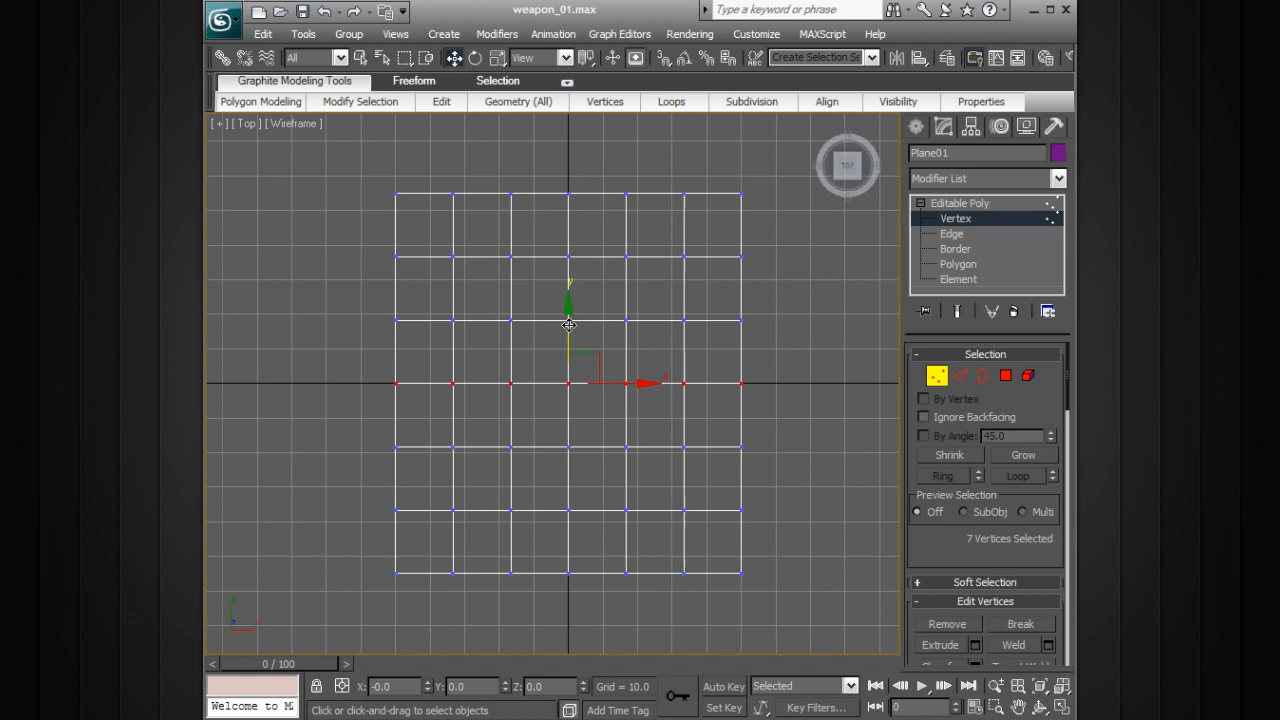 weapon_01.max
Type a keyword or phrase
Edit Tools Group Views Create Modifiers Animation Graph Editors Rendering Customize MAXScript Help
All View Create Selection Se
Graphite Modeling Tools Freeform Selection
Polygon Modeling Modify Selection Edit Geometry (All) Vertices Loops Subdivision Align Visibility Properties
[ + ] [ Top ] [ Wireframe ]
TOP
Plane01
Modifier List
Editable Poly
Vertex
Edge
Border
Polygon
Element
y
x
- Selection
By Vertex
Ignore Backfacing
By Angle: 45.0
Shrink Grow
Ring Loop
Preview Selection
Off SubObj Multi
7 Vertices Selected
+ Soft Selection
- Edit Vertices
Remove Break
Extrude Weld
< 0 / 100 >
X: -0.0 Y: 0.0 Z: 0.0 Grid = 10.0 Auto Key Selected
Welcome to M
Click or click-and-drag to select objects Add Time Tag Set Key Key Filters... 0